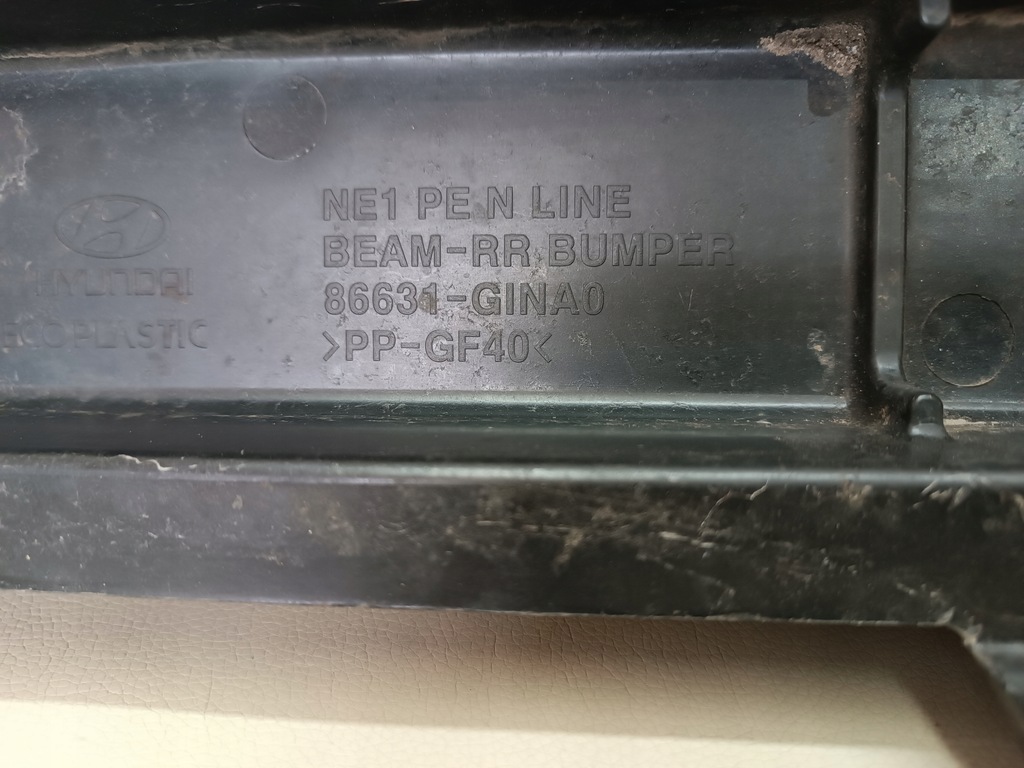 NE1 PE N LINE
BEAM-RR BUMPER
86631-GINA0
>PP-GF40<
HYUNDAI
ECOPLASTIC